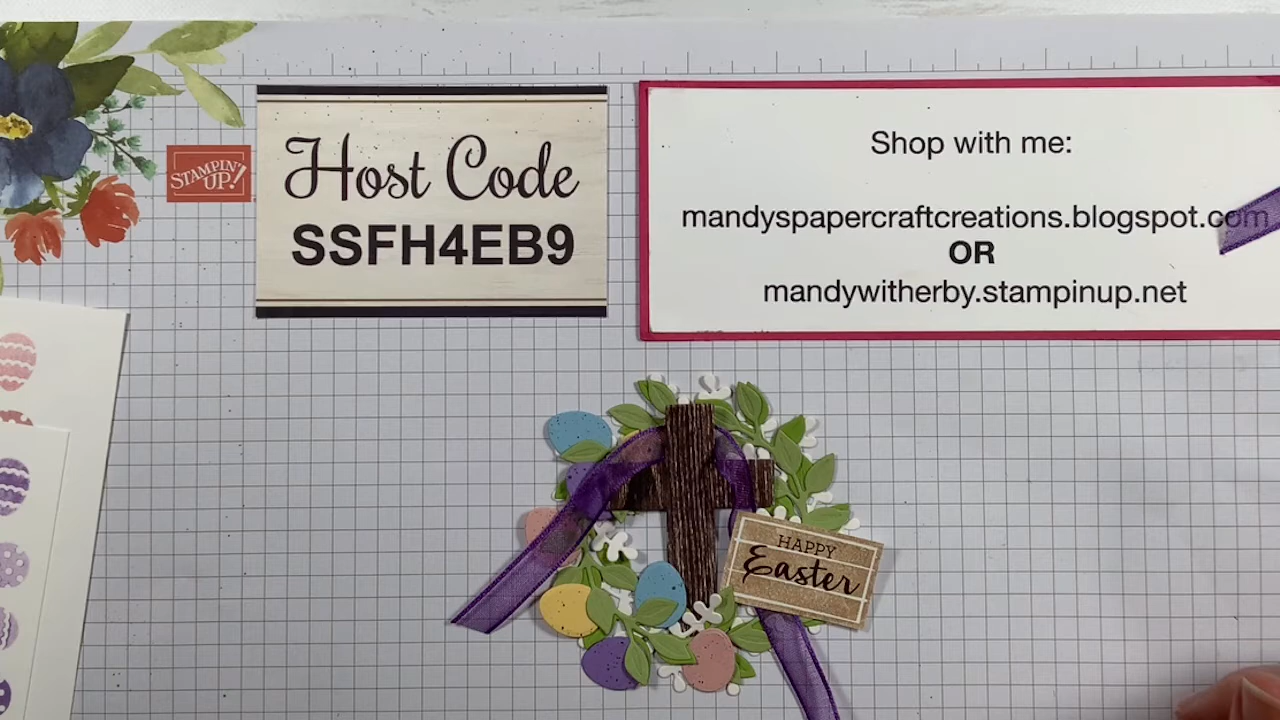 STAMPIN' UP!
Host Code
SSFH4EB9
Shop with me:
mandyspapercraftcreations.blogspot.com
OR
mandywitherby.stampinup.net
HAPPY
Easter